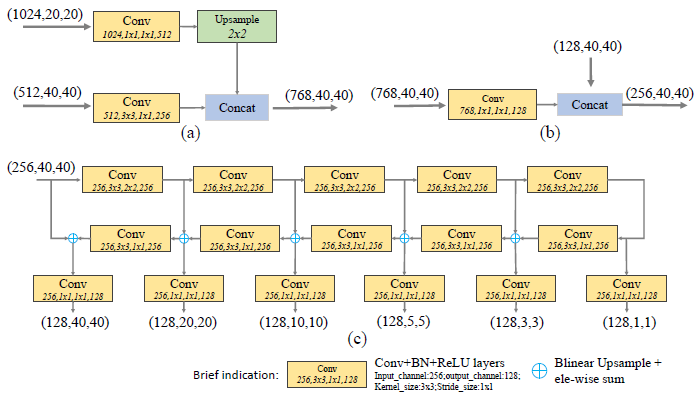 (1024,20,20)
Conv
1024,1x1,1x1,512
Upsample
2x2
(512,40,40)
Conv
512,3x3,1x1,256
Concat
(768,40,40)
(a)
(128,40,40)
(768,40,40)
Conv
768,1x1,1x1,128
Concat
(256,40,40)
(b)
(256,40,40)
Conv
256,3x3,2x2,256
Conv
256,3x3,2x2,256
Conv
256,3x3,2x2,256
Conv
256,3x3,2x2,256
Conv
256,3x3,2x2,256
Conv
256,3x3,1x1,256
Conv
256,3x3,1x1,256
Conv
256,3x3,1x1,256
Conv
256,3x3,1x1,256
Conv
256,3x3,1x1,256
Conv
256,1x1,1x1,128
Conv
256,1x1,1x1,128
Conv
256,1x1,1x1,128
Conv
256,1x1,1x1,128
Conv
256,1x1,1x1,128
Conv
256,1x1,1x1,128
(128,40,40)
(128,20,20)
(128,10,10)
(128,5,5)
(128,3,3)
(128,1,1)
(c)
Brief indication:
Conv
256,3x3,1x1,128
Conv+BN+ReLU layers
Input_channel:256;output_channel:128;
Kernel_size:3x3;Stride_size:1x1
Blinear Upsample +
ele-wise sum